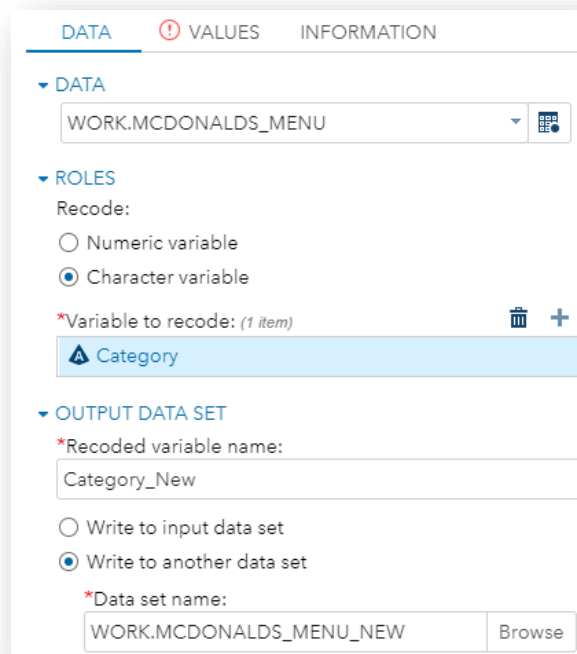 DATA VALUES INFORMATION
DATA
WORK.MCDONALDS_MENU
ROLES
Recode:
Numeric variable
Character variable
*Variable to recode: (1 item)
Category
OUTPUT DATA SET
*Recoded variable name:
Category_New
Write to input data set
Write to another data set
*Data set name:
WORK.MCDONALDS_MENU_NEW Browse